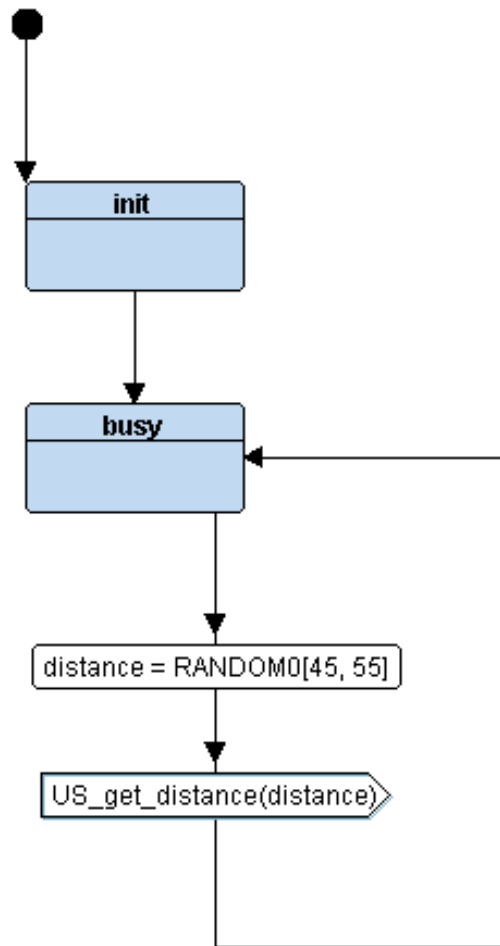 init
busy
distance = RANDOM0[45, 55]
US_get_distance(distance)